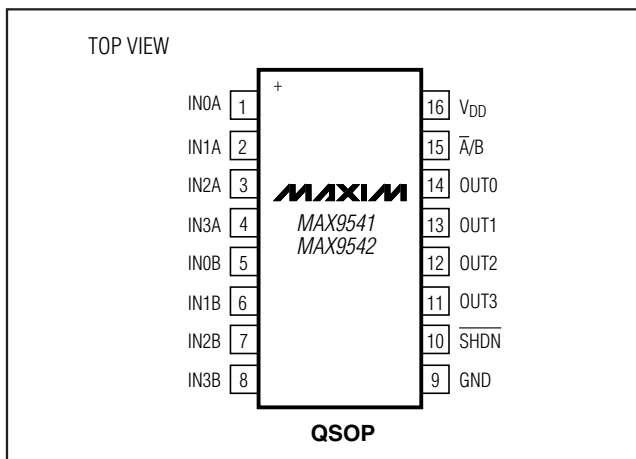 TOP VIEW
+
IN0A 1
IN1A 2
IN2A 3
IN3A 4
IN0B 5
IN1B 6
IN2B 7
IN3B 8
MAXIM
MAX9541
MAX9542
16 VDD
15 A̅/B
14 OUT0
13 OUT1
12 OUT2
11 OUT3
10 S̅H̅D̅N̅
9 GND
QSOP